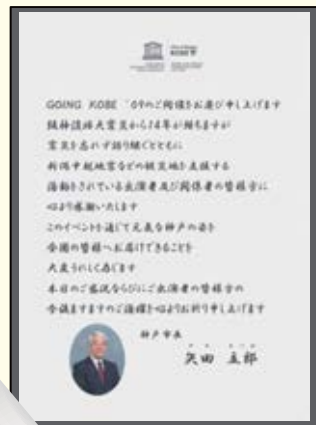 KOBE
GOING KOBE '09のご開催をお慶び申し上げます
阪神淡路大震災から14年が経ちますが
震災を忘れず語り継ぐとともに
新潟中越地震などの被災地を支援する
活動をされている出演者及び関係者の皆様方に
心より感謝いたします
このイベントを通じて元気な神戸の姿を
全国の皆様へお届けできることを
大変うれしく存じます
本日のご盛況ならびにご出演者の皆様方の
今後ますますのご活躍を心よりお祈り申し上げます
神戸市長
矢田 立郎